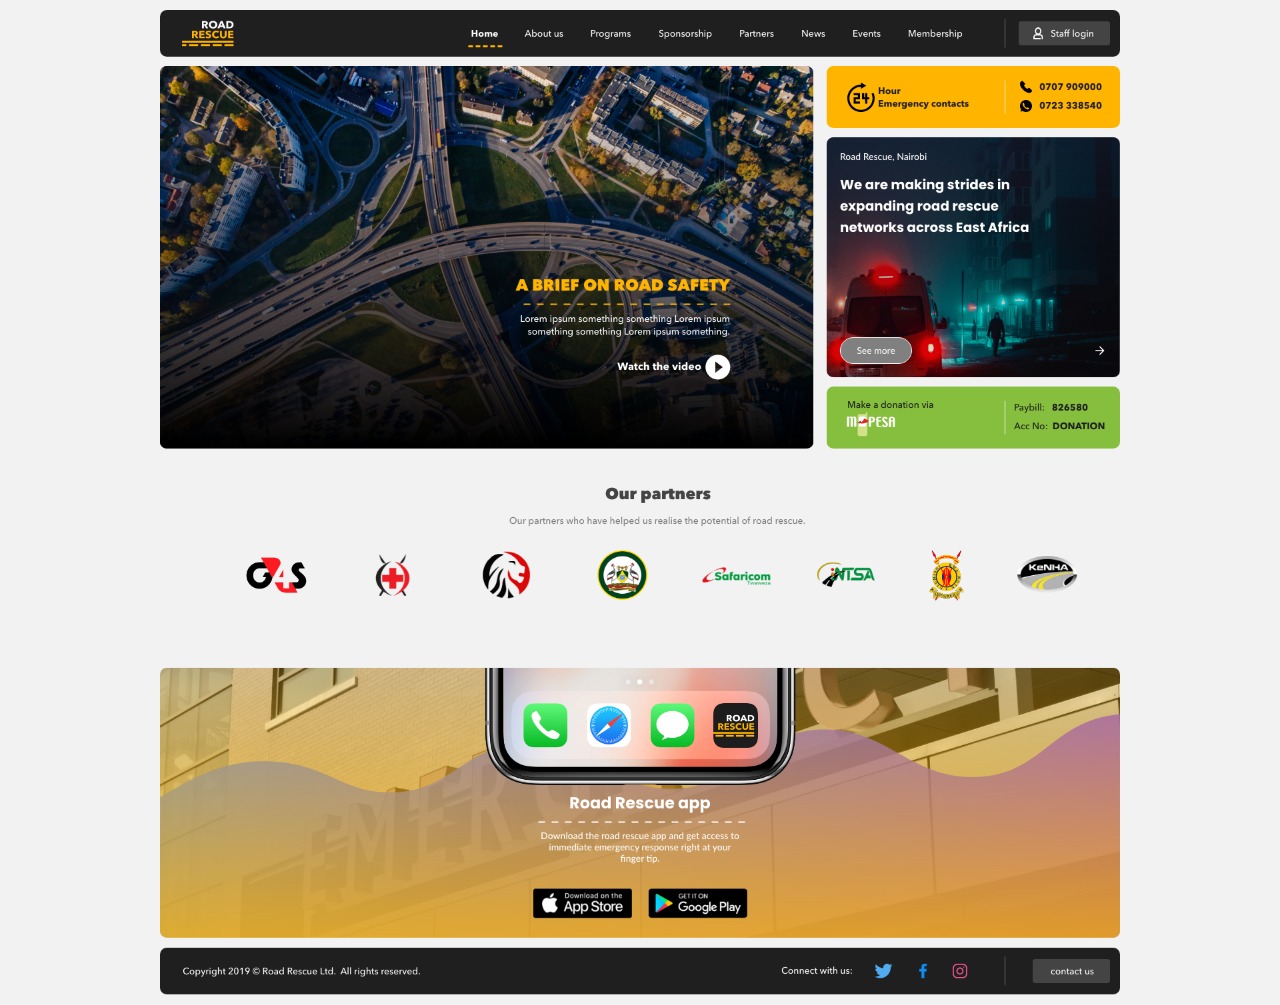 ROAD
RESCUE
Home
About us
Programs
Sponsorship
Partners
News
Events
Membership
Staff login
A BRIEF ON ROAD SAFETY
Lorem ipsum something something Lorem ipsum
something something Lorem ipsum something.
Watch the video
24
Hour
Emergency contacts
0707 909000
0723 338540
Road Rescue, Nairobi
We are making strides in
expanding road rescue
networks across East Africa
See more
Make a donation via
M-PESA
Paybill: 826580
Acc No: DONATION
Our partners
Our partners who have helped us realise the potential of road rescue.
G4S
Safaricom
NTSA
KeNHA
ROAD
RESCUE
Road Rescue app
Download the road rescue app and get access to
immediate emergency response right at your
finger tip.
Download on the
App Store
GET IT ON
Google Play
Copyright 2019 © Road Rescue Ltd. All rights reserved.
Connect with us:
contact us